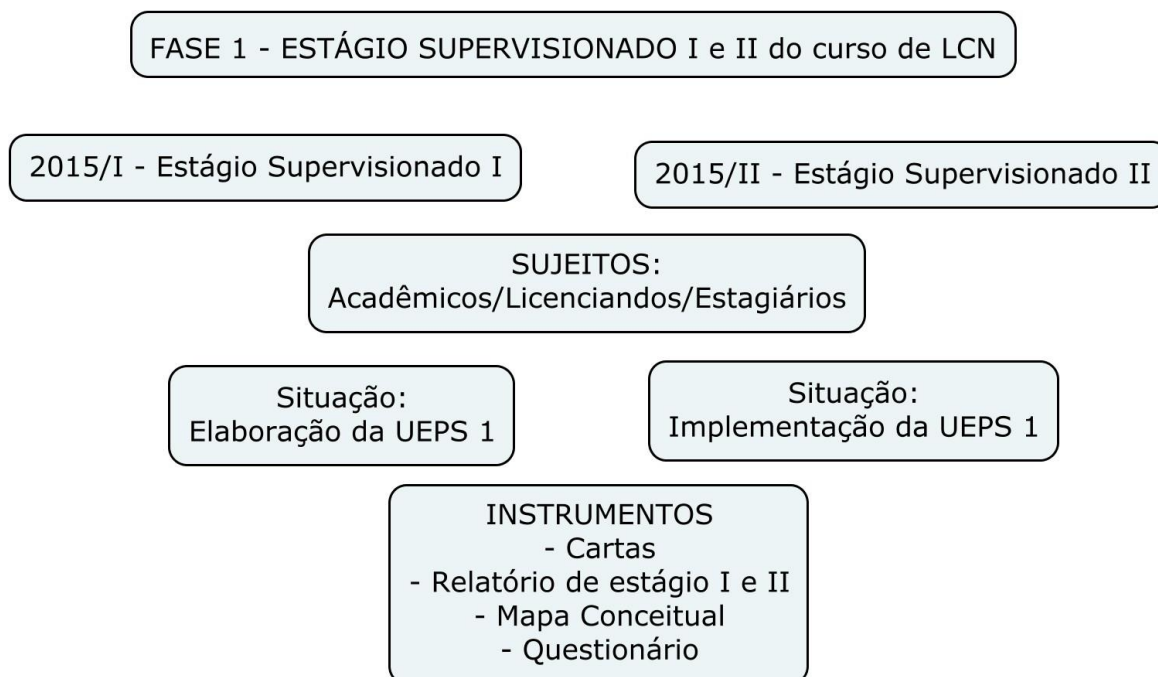 FASE 1 - ESTÁGIO SUPERVISIONADO I e II do curso de LCN
2015/I - Estágio Supervisionado I
2015/II - Estágio Supervisionado II
SUJEITOS:
Acadêmicos/Licenciandos/Estagiários
Situação:
Elaboração da UEPS 1
Situação:
Implementação da UEPS 1
INSTRUMENTOS
- Cartas
- Relatório de estágio I e II
- Mapa Conceitual
- Questionário